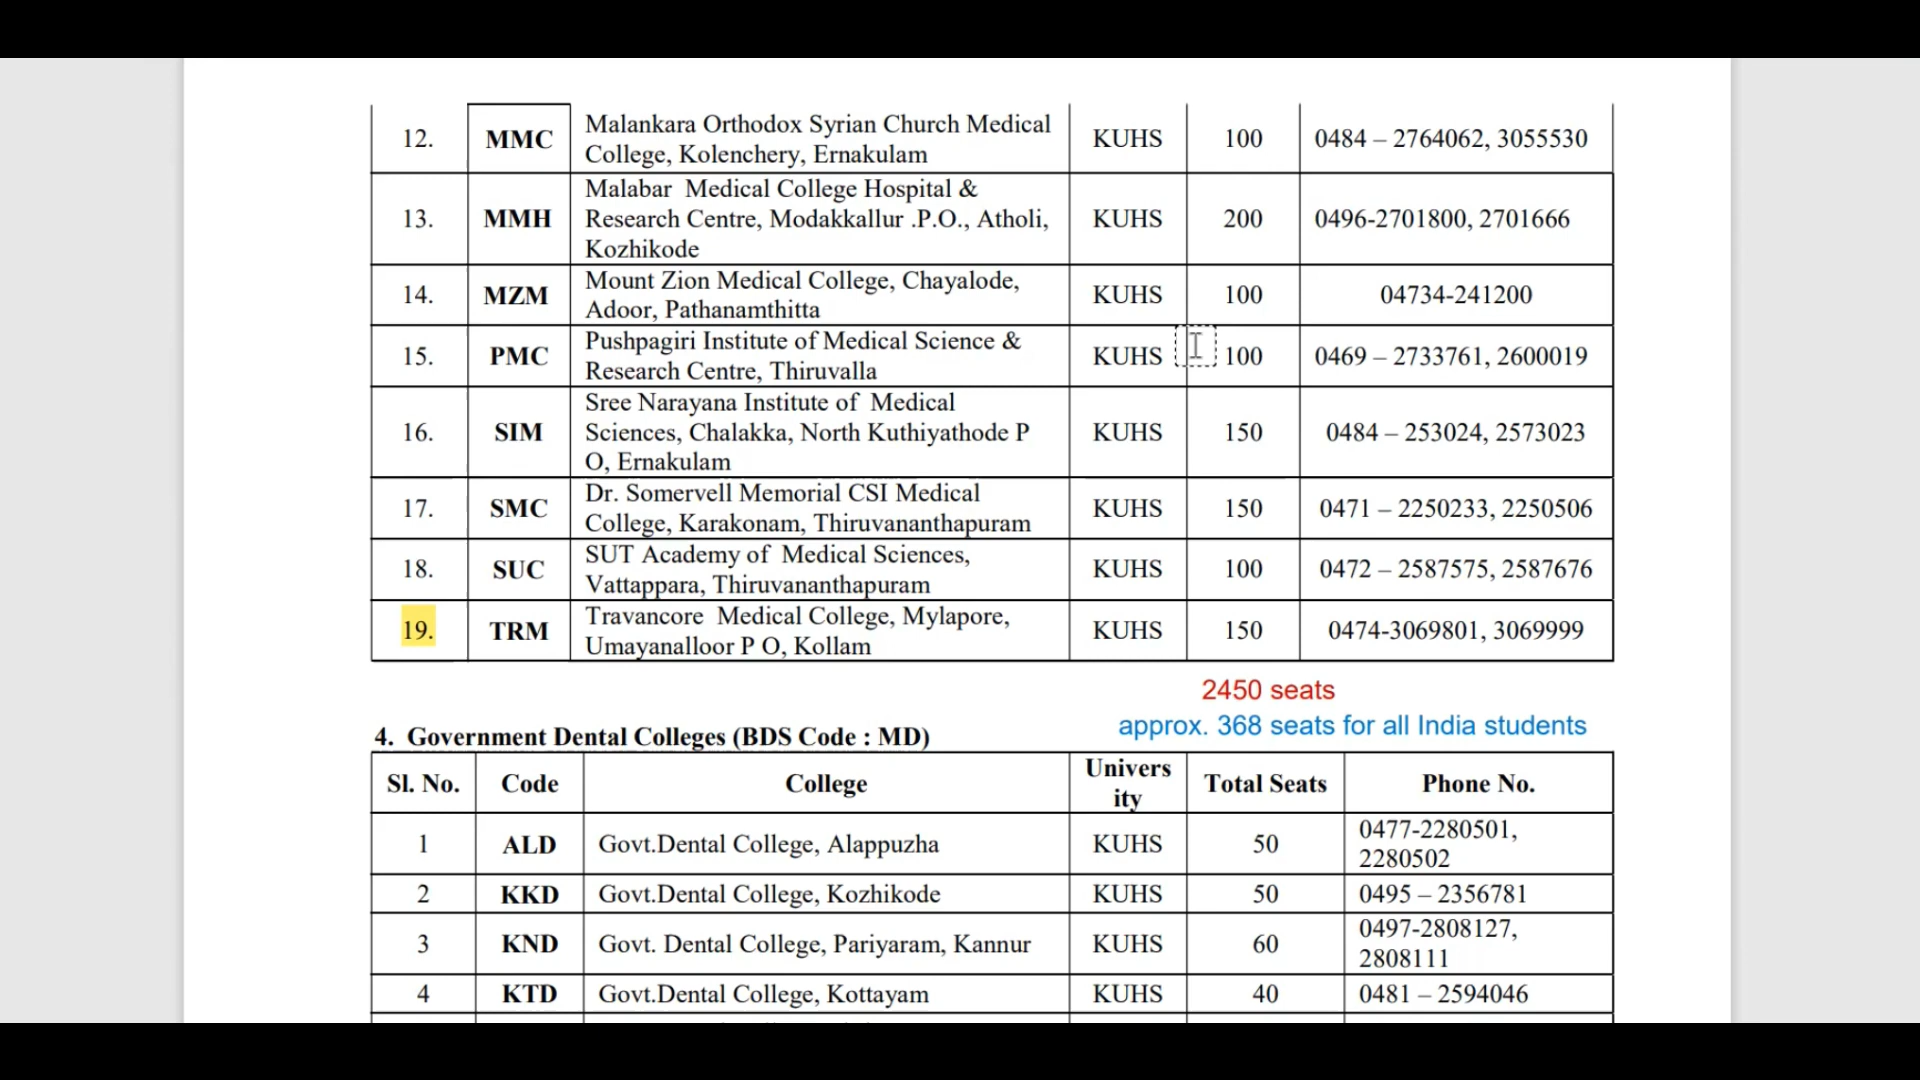 12. MMC Malankara Orthodox Syrian Church Medical College, Kolenchery, Ernakulam KUHS 100 0484 – 2764062, 3055530
13. MMH Malabar Medical College Hospital & Research Centre, Modakkallur .P.O., Atholi, Kozhikode KUHS 200 0496-2701800, 2701666
14. MZM Mount Zion Medical College, Chayalode, Adoor, Pathanamthitta KUHS 100 04734-241200
15. PMC Pushpagiri Institute of Medical Science & Research Centre, Thiruvalla KUHS 100 0469 – 2733761, 2600019
16. SIM Sree Narayana Institute of Medical Sciences, Chalakka, North Kuthiyathode P O, Ernakulam KUHS 150 0484 – 253024, 2573023
17. SMC Dr. Somervell Memorial CSI Medical College, Karakonam, Thiruvananthapuram KUHS 150 0471 – 2250233, 2250506
18. SUC SUT Academy of Medical Sciences, Vattappara, Thiruvananthapuram KUHS 100 0472 – 2587575, 2587676
19. TRM Travancore Medical College, Mylapore, Umayanalloor P O, Kollam KUHS 150 0474-3069801, 3069999
2450 seats
approx. 368 seats for all India students
4. Government Dental Colleges (BDS Code : MD)
Sl. No. Code College University Total Seats Phone No.
1 ALD Govt.Dental College, Alappuzha KUHS 50 0477-2280501, 2280502
2 KKD Govt.Dental College, Kozhikode KUHS 50 0495 – 2356781
3 KND Govt. Dental College, Pariyaram, Kannur KUHS 60 0497-2808127, 2808111
4 KTD Govt.Dental College, Kottayam KUHS 40 0481 – 2594046